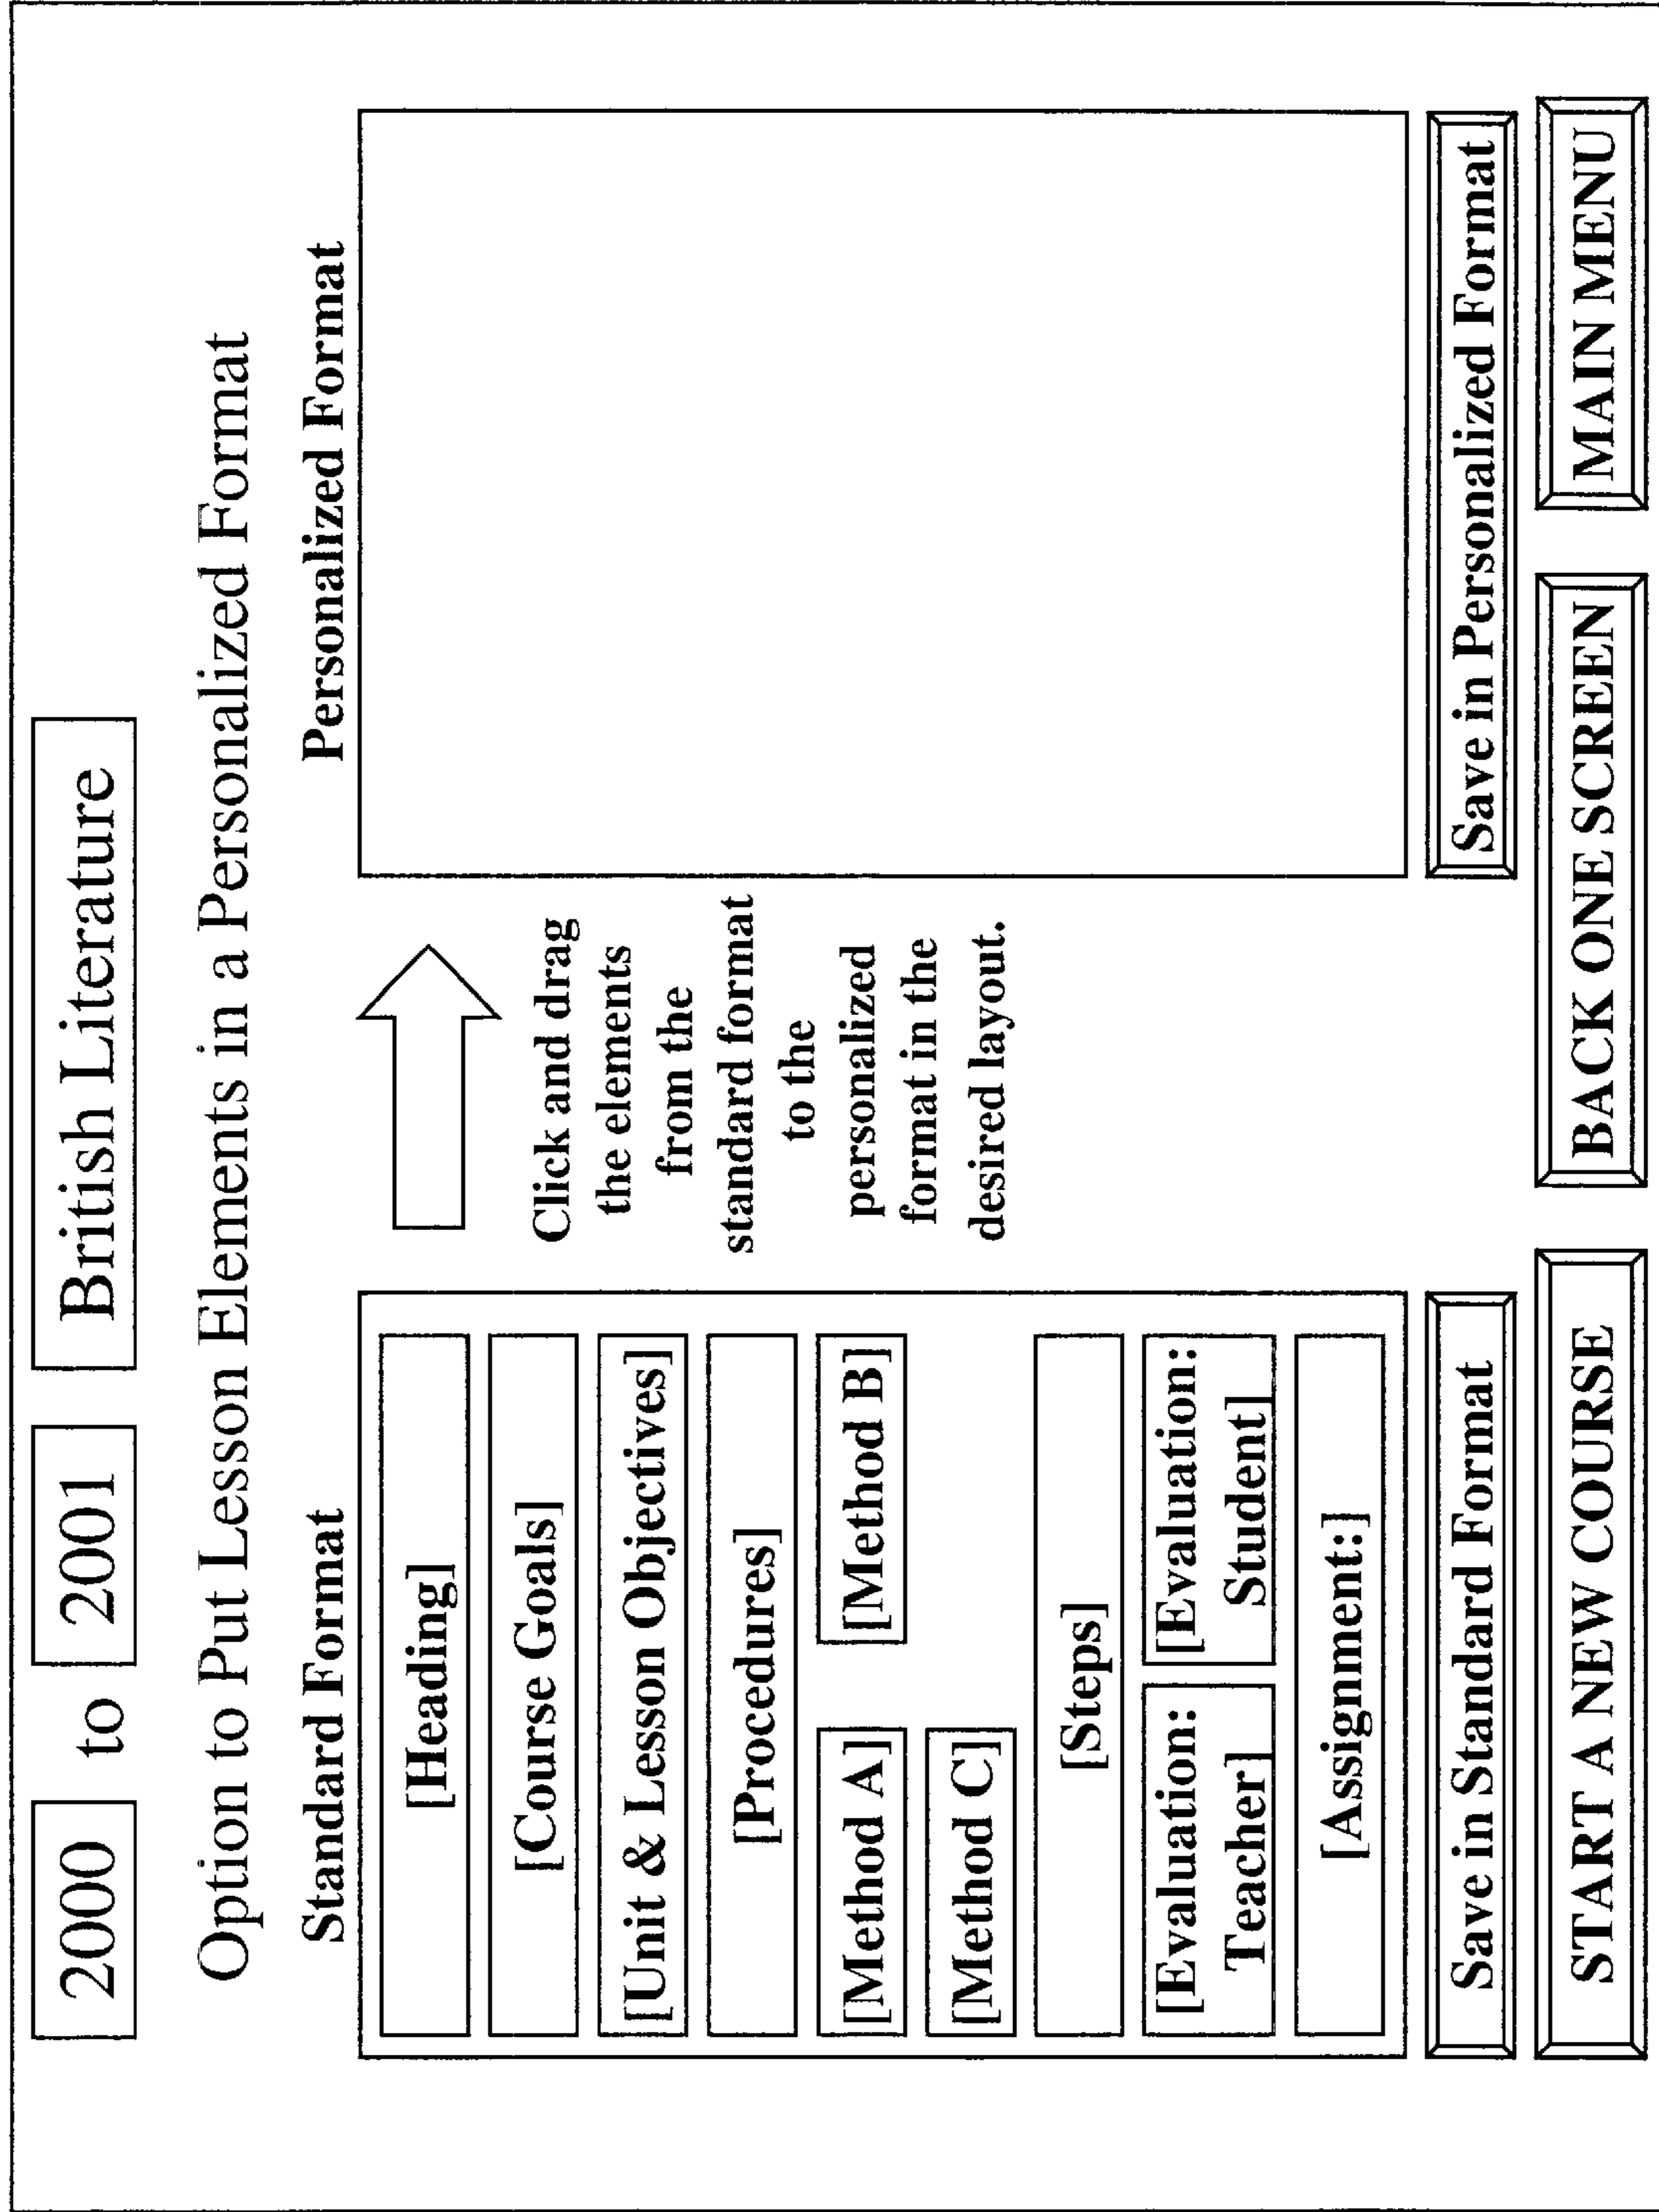 2000 to 2001 British Literature
Option to Put Lesson Elements in a Personalized Format
Standard Format
[Heading]
[Course Goals]
[Unit & Lesson Objectives]
[Procedures]
[Method A] [Method B]
[Method C]
[Steps]
[Evaluation:
Teacher]
[Evaluation:
Student]
[Assignment:]
Save in Standard Format
Click and drag
the elements
from the
standard format
to the
personalized
format in the
desired layout.
Personalized Format
Save in Personalized Format
START A NEW COURSE
BACK ONE SCREEN
MAIN MENU